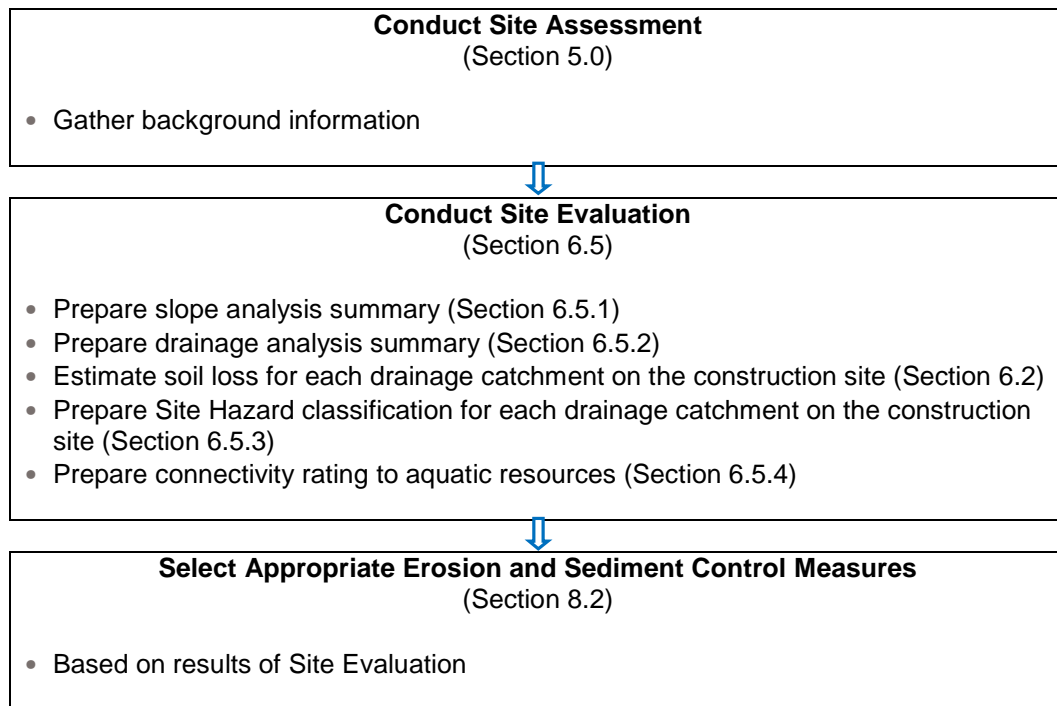 Conduct Site Assessment
(Section 5.0)
• Gather background information
Conduct Site Evaluation
(Section 6.5)
• Prepare slope analysis summary (Section 6.5.1)
• Prepare drainage analysis summary (Section 6.5.2)
• Estimate soil loss for each drainage catchment on the construction site (Section 6.2)
• Prepare Site Hazard classification for each drainage catchment on the construction
site (Section 6.5.3)
• Prepare connectivity rating to aquatic resources (Section 6.5.4)
Select Appropriate Erosion and Sediment Control Measures
(Section 8.2)
• Based on results of Site Evaluation